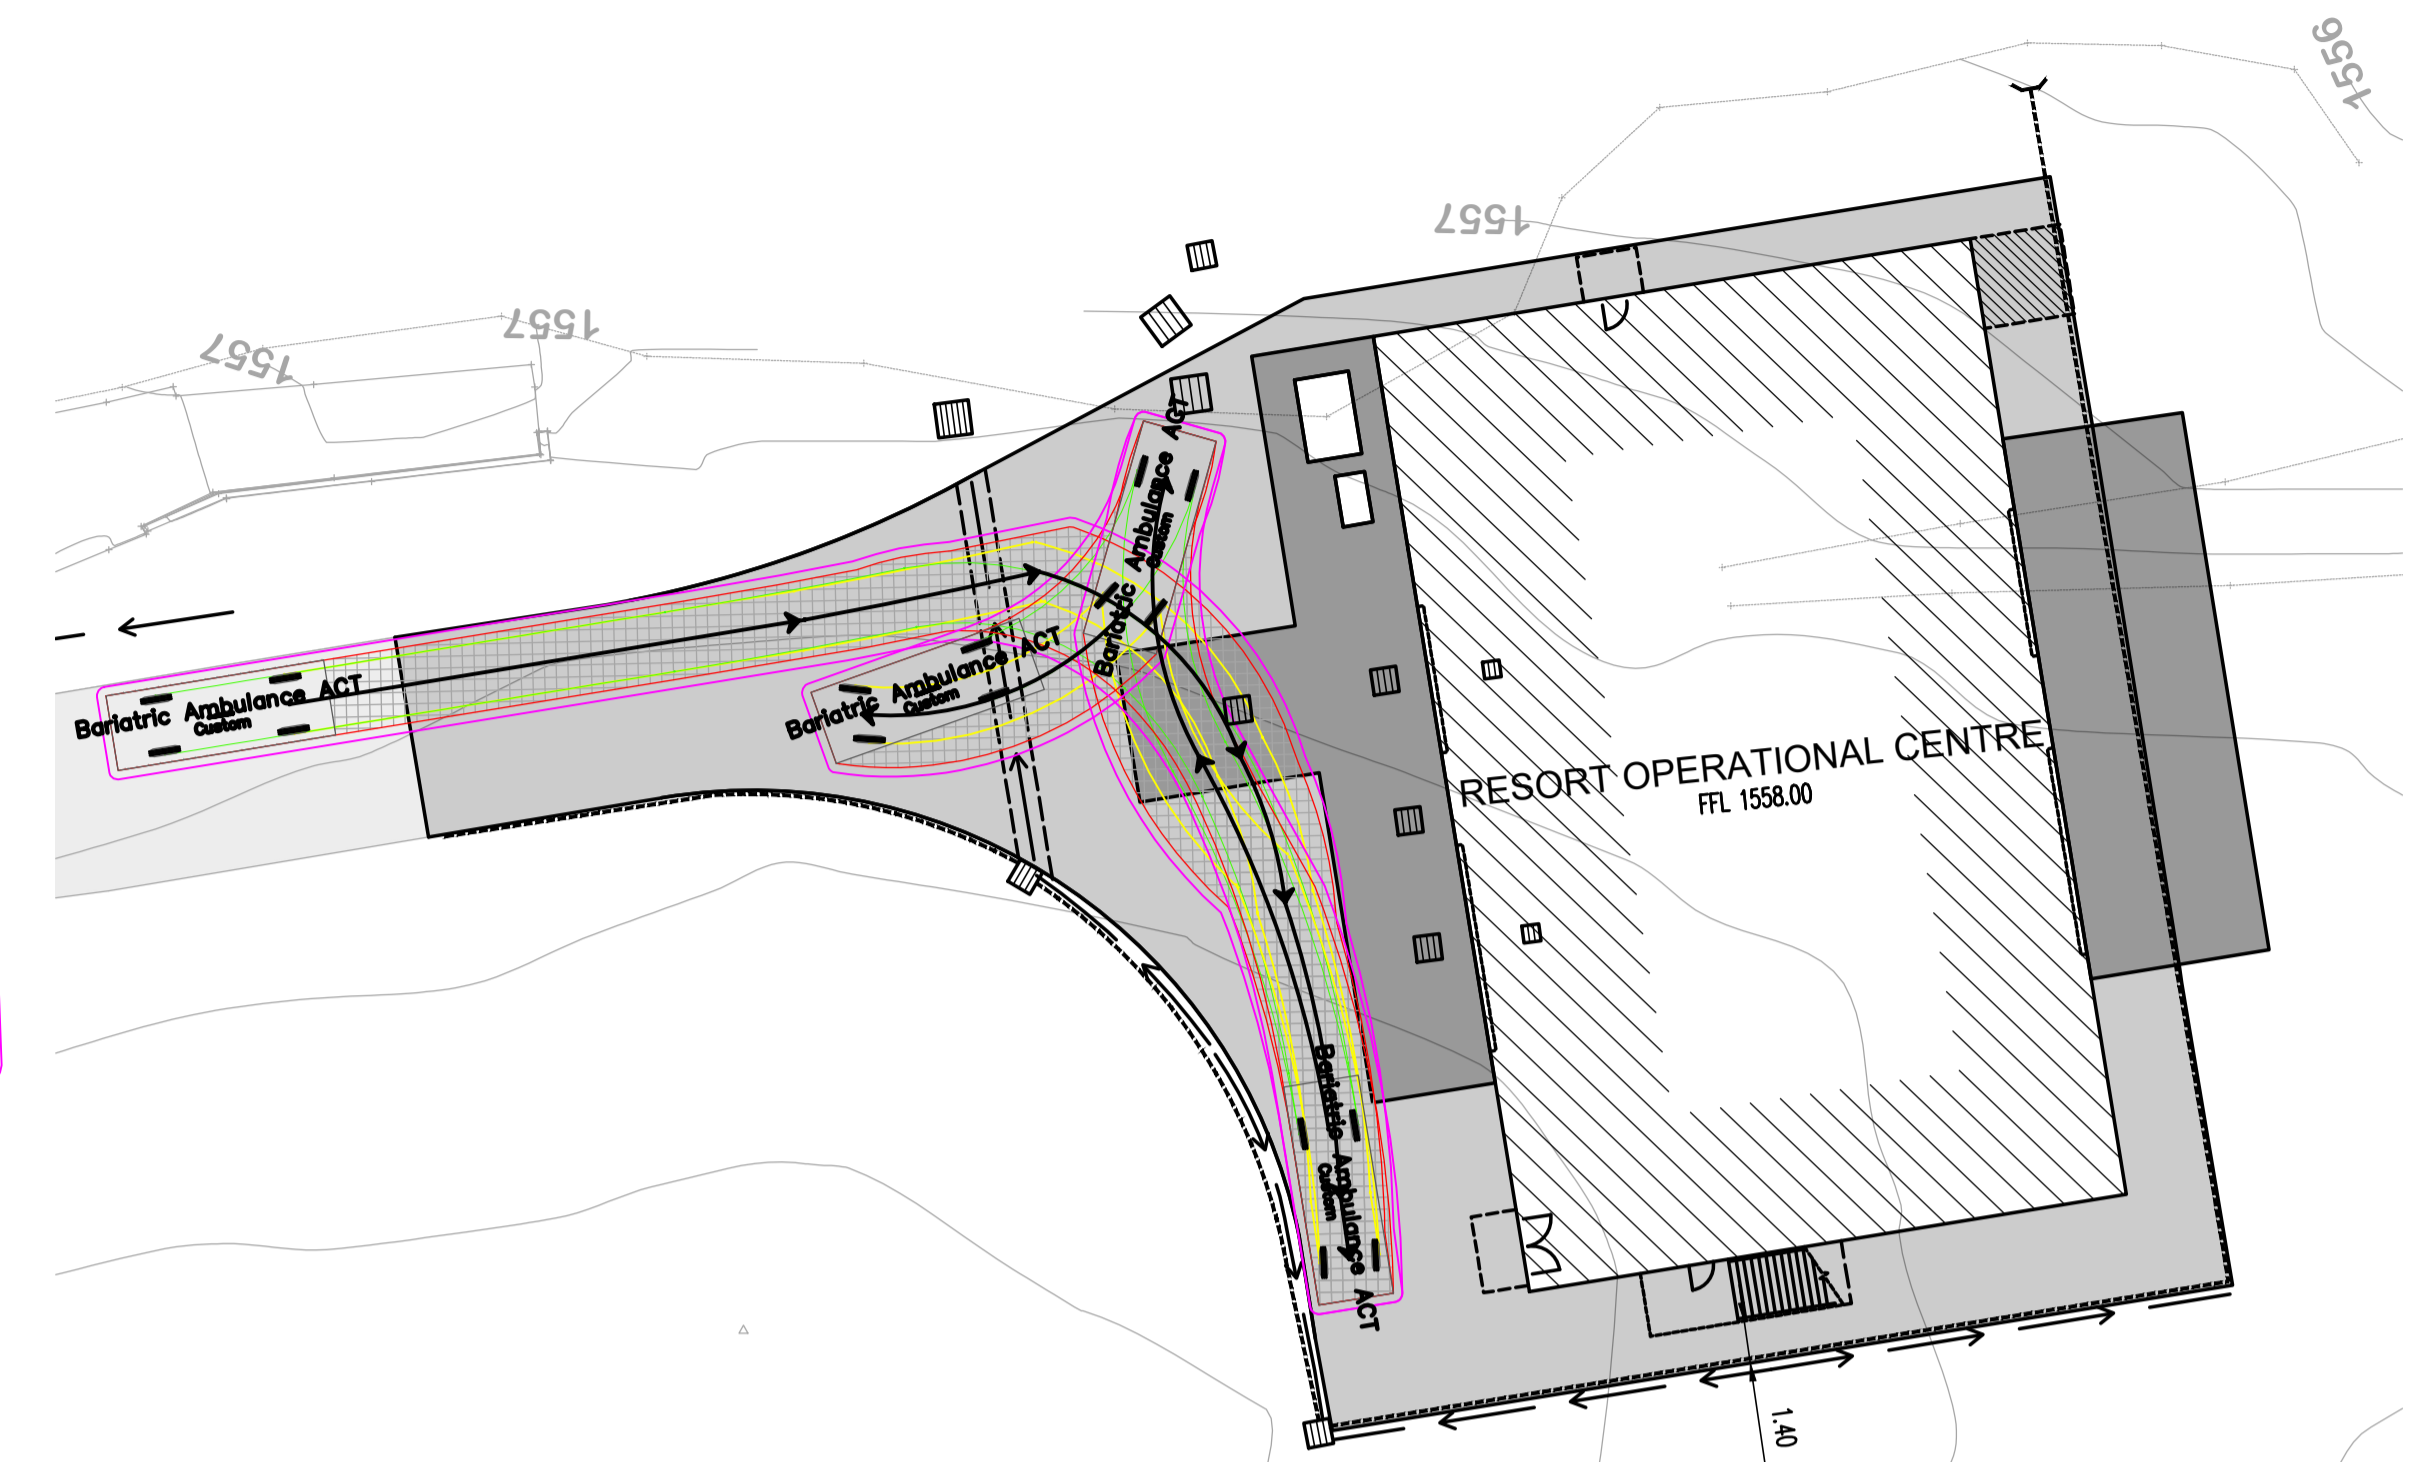 1556
1557
1557
1557
Bariatric Ambulance ACT
Custom
Bariatric Ambulance ACT
Custom
Bariatric Ambulance ACT
Custom
Bariatric Ambulance ACT
Custom
RESORT OPERATIONAL CENTRE
FFL 1558.00
1.40